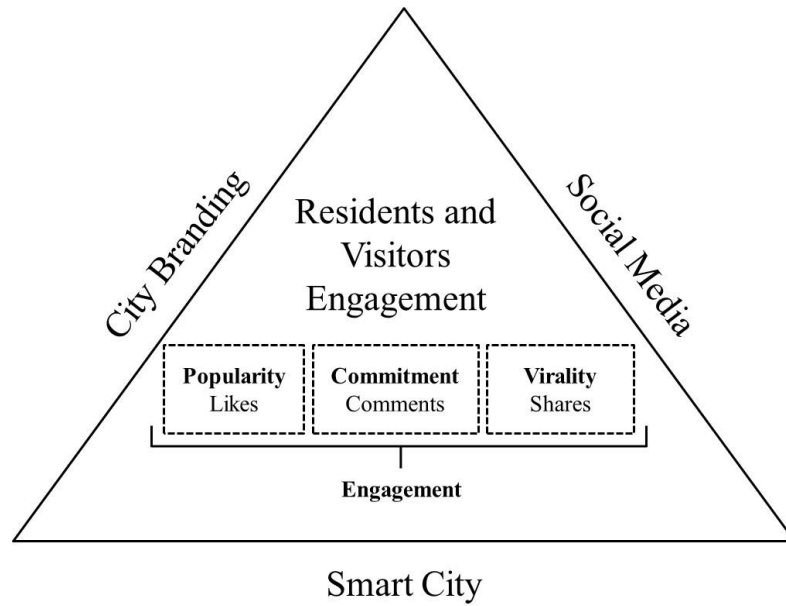 City Branding
Social Media
Residents and
Visitors
Engagement
Popularity
Likes
Commitment
Comments
Virality
Shares
Engagement
Smart City